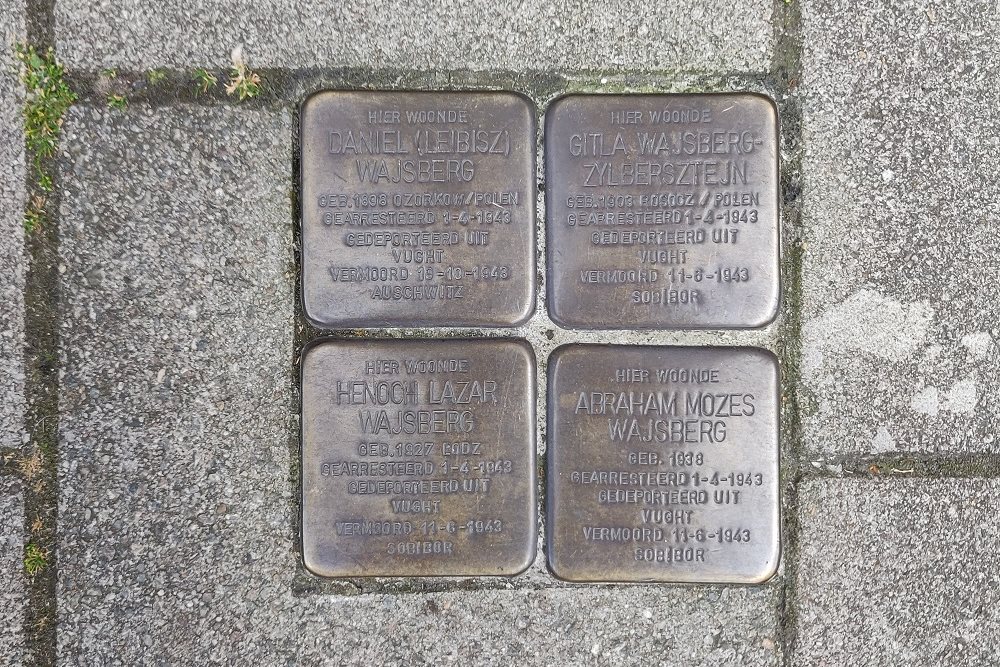 HIER WOONDE
DANIEL (LEIBISZ)
WAJSBERG
GEB. 1898 OZORKOW/POLEN
GEARRESTEERD 1-4-1943
GEDEPORTEERD UIT
VUGHT
VERMOORD 19-10-1943
AUSCHWITZ
HIER WOONDE
GITLA WAJSBERG-
ZYLBERSZTEJN
GEB. 1903 // POLEN
GEARRESTEERD 1-4-1943
GEDEPORTEERD UIT
VUGHT
VERMOORD 11-6-1943
SOBIBOR
HIER WOONDE
HENOCH LAZAR
WAJSBERG
GEB. 1927 LODZ
GEARRESTEERD 1-4-1943
GEDEPORTEERD UIT
VUGHT
VERMOORD 11-6-1943
SOBIBOR
HIER WOONDE
ABRAHAM MOZES
WAJSBERG
GEB. 1938
GEARRESTEERD 1-4-1943
GEDEPORTEERD UIT
VUGHT
VERMOORD 11-6-1943
SOBIBOR